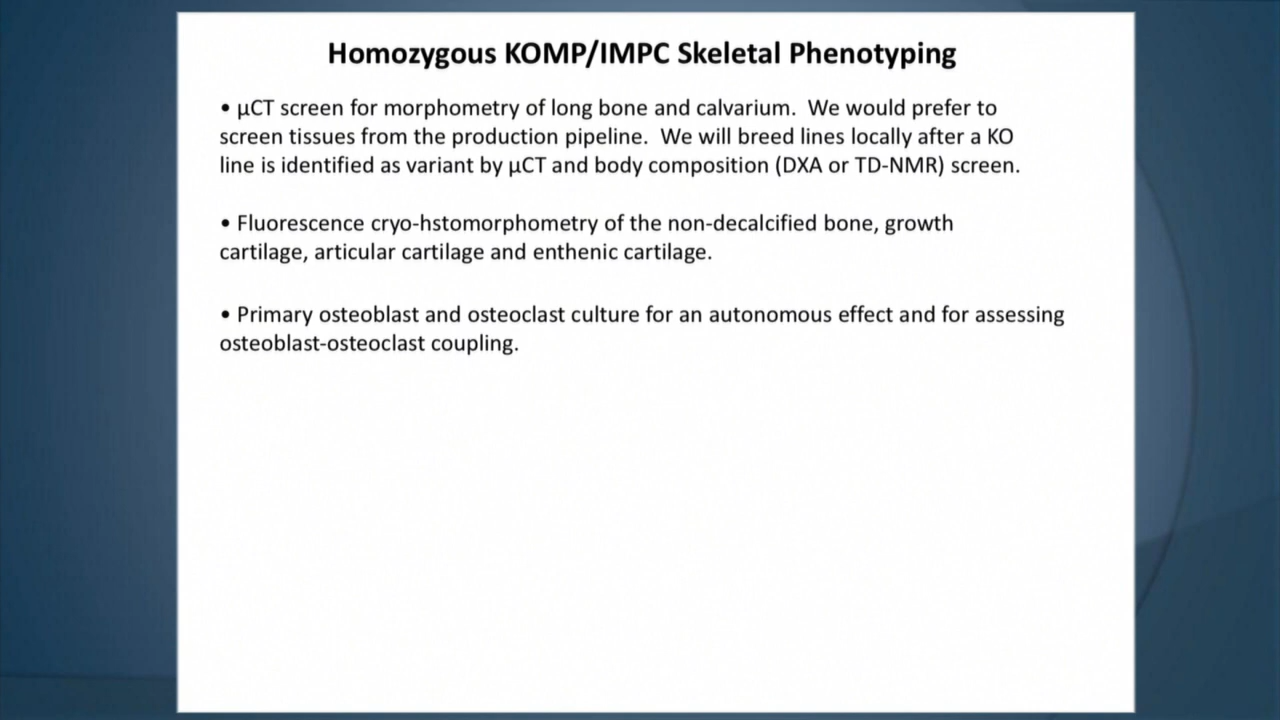 Homozygous KOMP/IMPC Skeletal Phenotyping
• µCT screen for morphometry of long bone and calvarium.  We would prefer to
screen tissues from the production pipeline.  We will breed lines locally after a KO
line is identified as variant by µCT and body composition (DXA or TD-NMR) screen.
• Fluorescence cryo-hstomorphometry of the non-decalcified bone, growth
cartilage, articular cartilage and enthenic cartilage.
• Primary osteoblast and osteoclast culture for an autonomous effect and for assessing
osteoblast-osteoclast coupling.